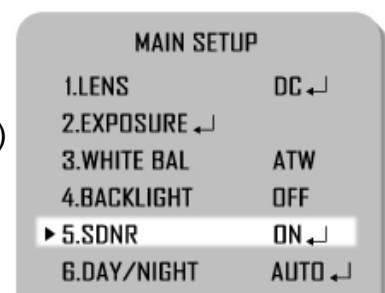 MAIN SETUP
1.LENS DC ↵
2.EXPOSURE ↵
3.WHITE BAL ATW
4.BACKLIGHT OFF
▶ 5.SDNR ON ↵
6.DAY/NIGHT AUTO ↵
)